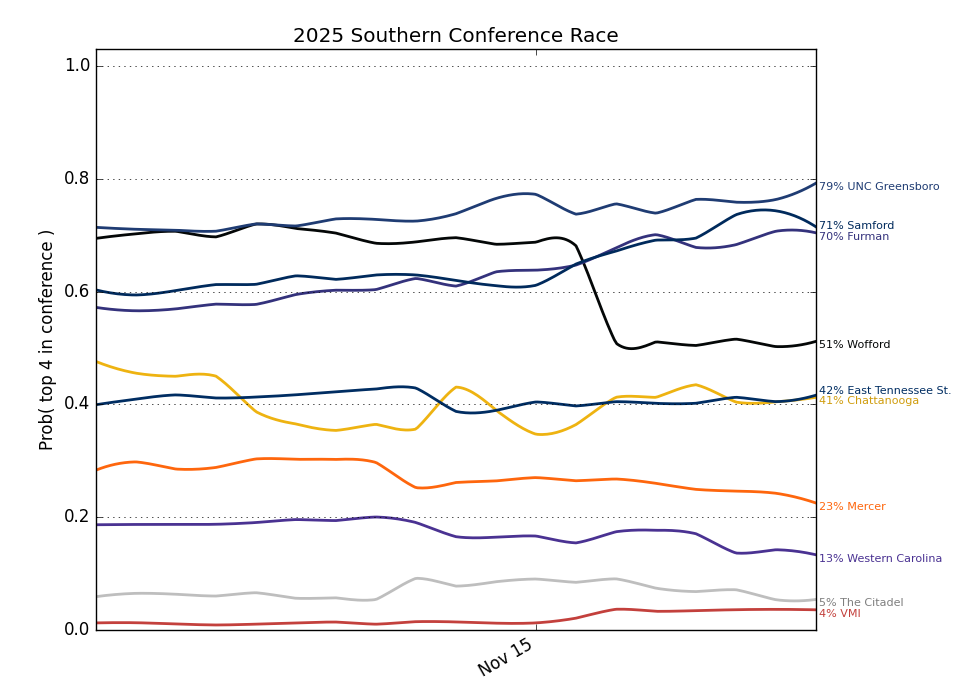 2025 Southern Conference Race
Prob( top 4 in conference )
1.0
0.8
0.6
0.4
0.2
0.0
Nov 15
79% UNC Greensboro
71% Samford
70% Furman
51% Wofford
42% East Tennessee St.
41% Chattanooga
23% Mercer
13% Western Carolina
5% The Citadel
4% VMI